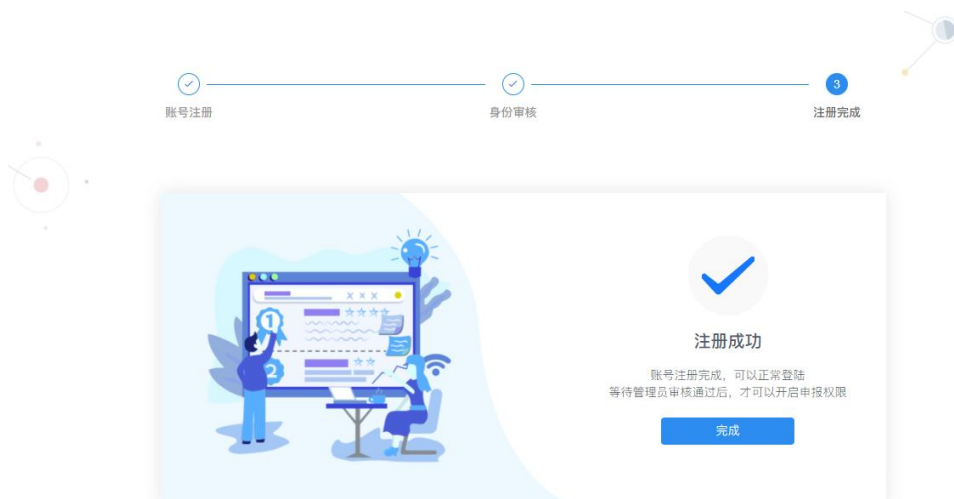 3
账号注册
身份审核
注册完成
X X X
1
2
注册成功
账号注册完成，可以正常登陆
等待管理员审核通过后，才可以开启申报权限
完成